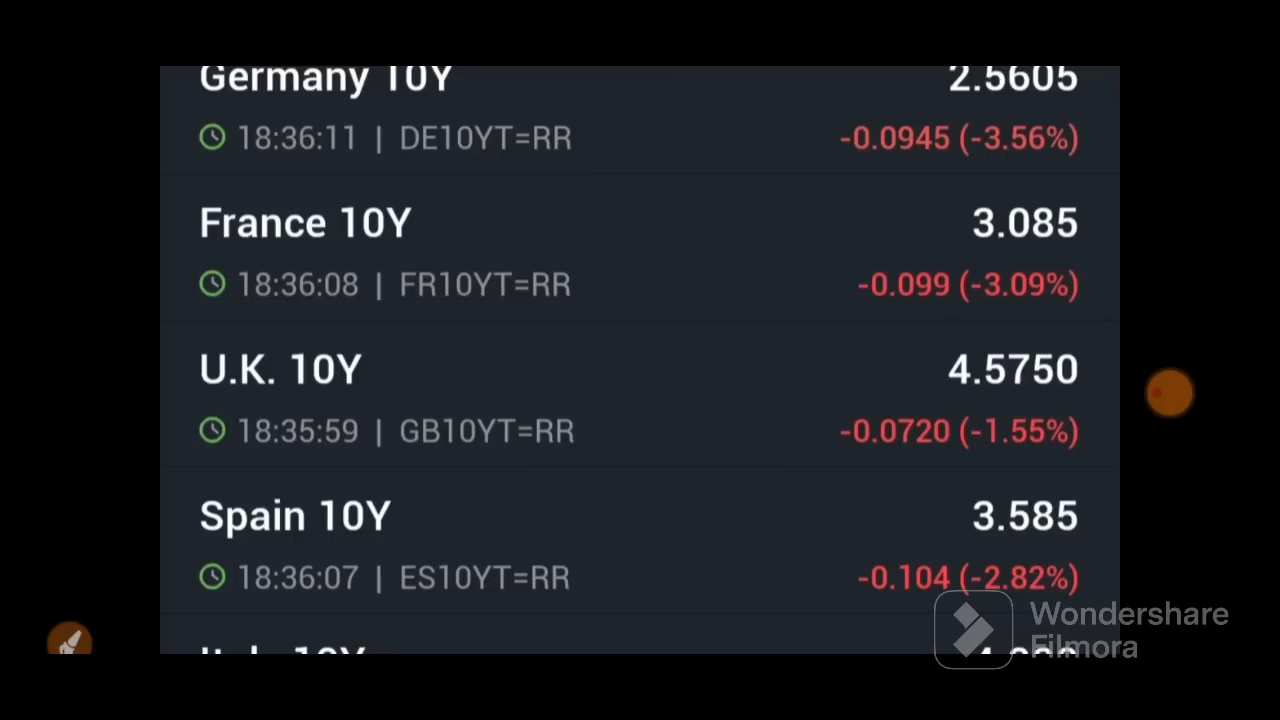 Germany 10Y 2.5605
18:36:11 | DE10YT=RR -0.0945 (-3.56%)
France 10Y 3.085
18:36:08 | FR10YT=RR -0.099 (-3.09%)
U.K. 10Y 4.5750
18:35:59 | GB10YT=RR -0.0720 (-1.55%)
Spain 10Y 3.585
18:36:07 | ES10YT=RR -0.104 (-2.82%)
Italy 10Y
Wondershare
Filmora